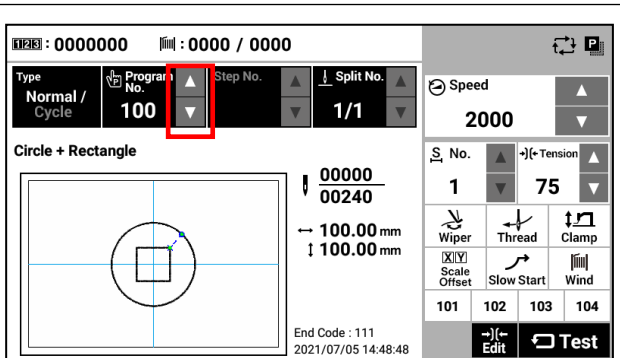 123 : 0000000 : 0000 / 0000
P
Type
Normal /
Cycle
P
Program
No.
100
Step No.
Split No.
1/1
Speed
2000
Circle + Rectangle
00000
00240
↔ 100.00 mm
↕ 100.00 mm
S No.
1
Tension
75
Wiper
Thread
Clamp
X Y
Scale
Offset
Slow Start
Wind
101 102 103 104
End Code : 111
2021/07/05 14:48:48
Edit
Test